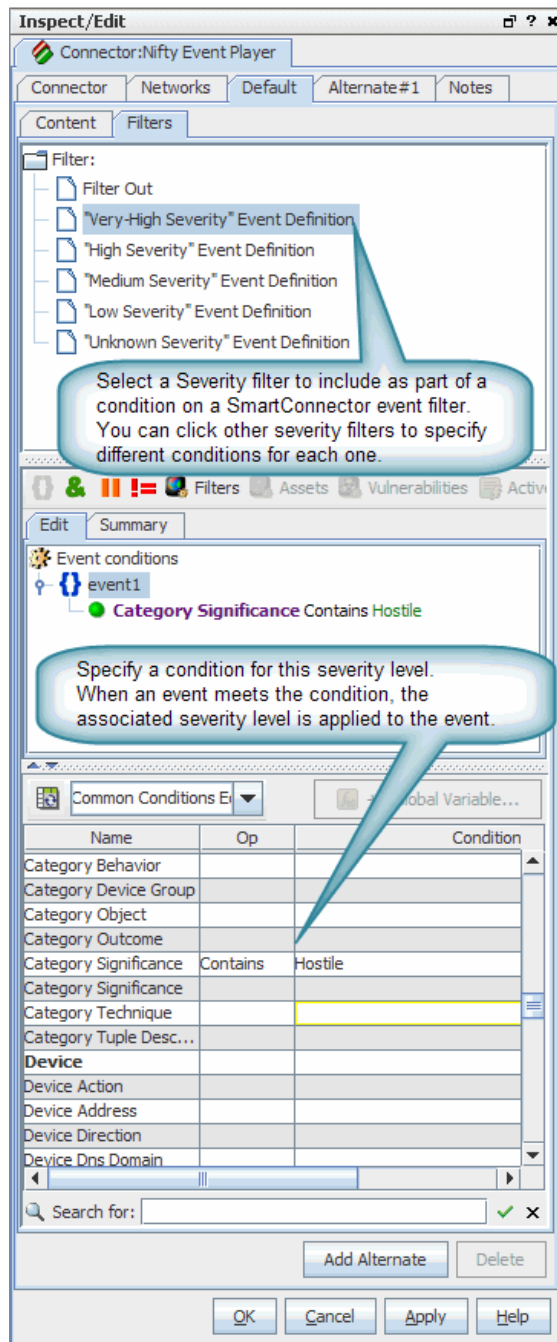 Inspect/Edit
Connector:Nifty Event Player
Connector Networks Default Alternate#1 Notes
Content Filters
Filter:
Filter Out
"Very-High Severity" Event Definition
"High Severity" Event Definition
"Medium Severity" Event Definition
"Low Severity" Event Definition
"Unknown Severity" Event Definition
Select a Severity filter to include as part of a
condition on a SmartConnector event filter.
You can click other severity filters to specify
different conditions for each one.
{} & || != Filters Assets Vulnerabilities Activ
Edit Summary
Event conditions
{} event1
Category Significance Contains Hostile
Specify a condition for this severity level.
When an event meets the condition, the
associated severity level is applied to the event.
Common Conditions E obal Variable...
Name Op Condition
Category Behavior
Category Device Group
Category Object
Category Outcome
Category Significance Contains Hostile
Category Significance
Category Technique
Category Tuple Desc...
Device
Device Action
Device Address
Device Direction
Device Dns Domain
Search for:
Add Alternate Delete
OK Cancel Apply Help